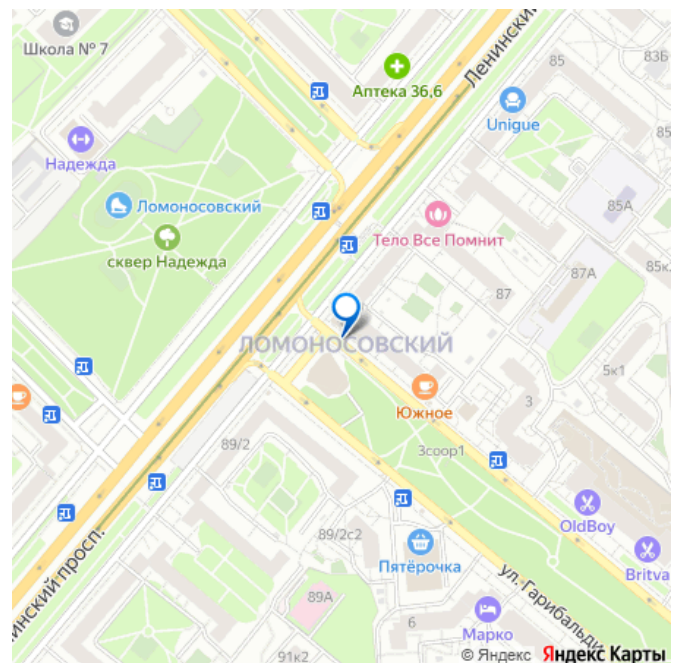 Школа № 7
Аптека 36,6
Ленински
85
83Б
Unigue
85
Надежда
Ломоносовский
сквер Надежда
Тело Все Помнит
85А
87А
85к
87
ЛОМОНОСОВСКИЙ
5к1
Южное
3
89/2
3соор1
OldBoy
89/2с2
Britva
Пятёрочка
инский просп.
ул. Гарибальди
89А
6
Марко
91к2
© Яндекс Яндекс Карты